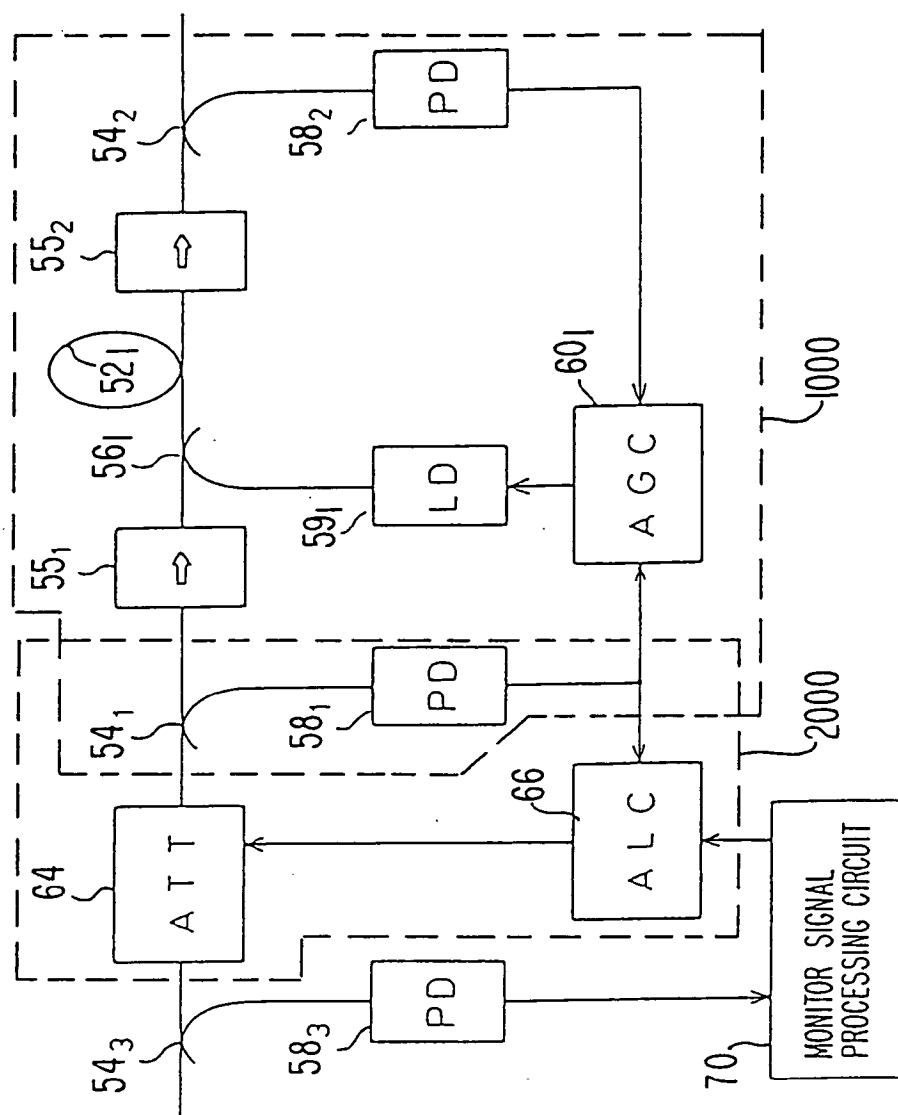 54₃
64
ATT
54₁
55₁
56₁
52₁
55₂
54₂
58₃
PD
58₁
PD
59₁
LD
58₂
PD
66
ALC
60₁
AGC
70
MONITOR SIGNAL
PROCESSING CIRCUIT
2000
1000